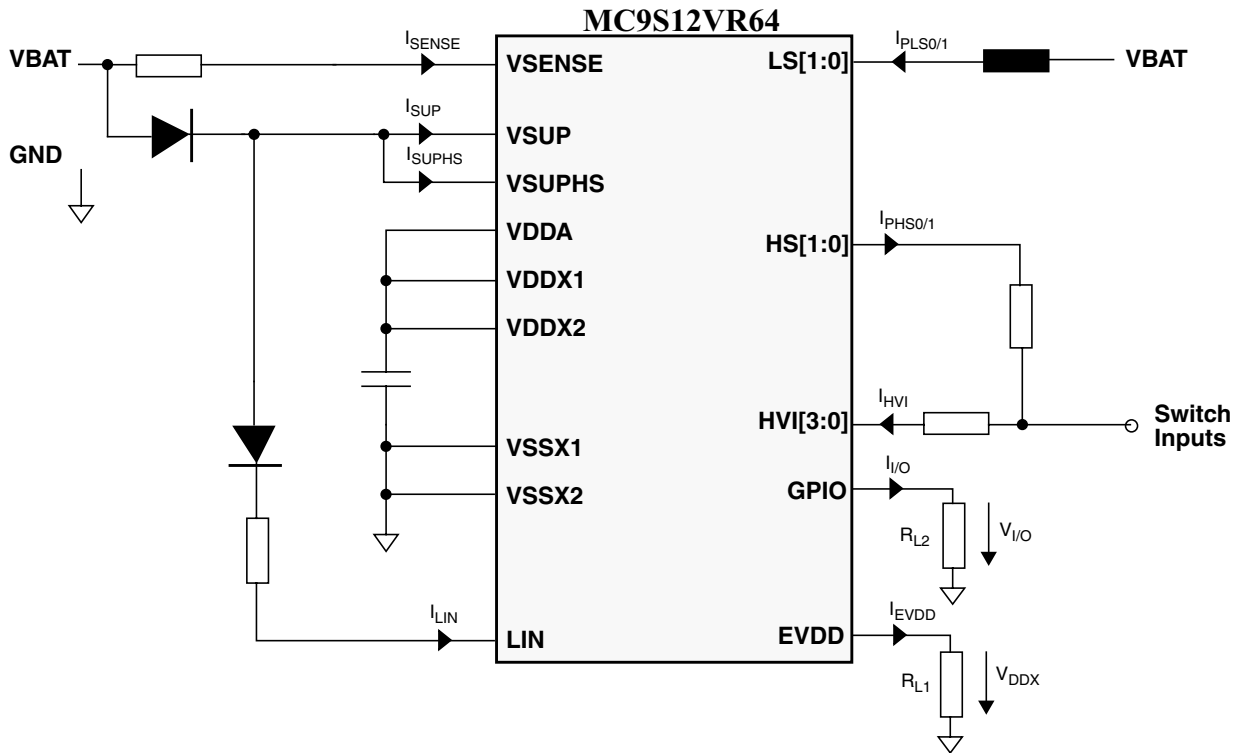 MC9S12VR64
VBAT
I_SENSE
VSENSE
LS[1:0]
I_PLS0/1
VBAT
I_SUP
VSUP
GND
I_SUPHS
VSUPHS
VDDA
HS[1:0]
I_PHS0/1
VDDX1
VDDX2
HVI[3:0]
I_HVI
Switch
Inputs
VSSX1
VSSX2
GPIO
I_I/O
R_L2
V_I/O
I_LIN
LIN
EVDD
I_EVDD
R_L1
V_DDX